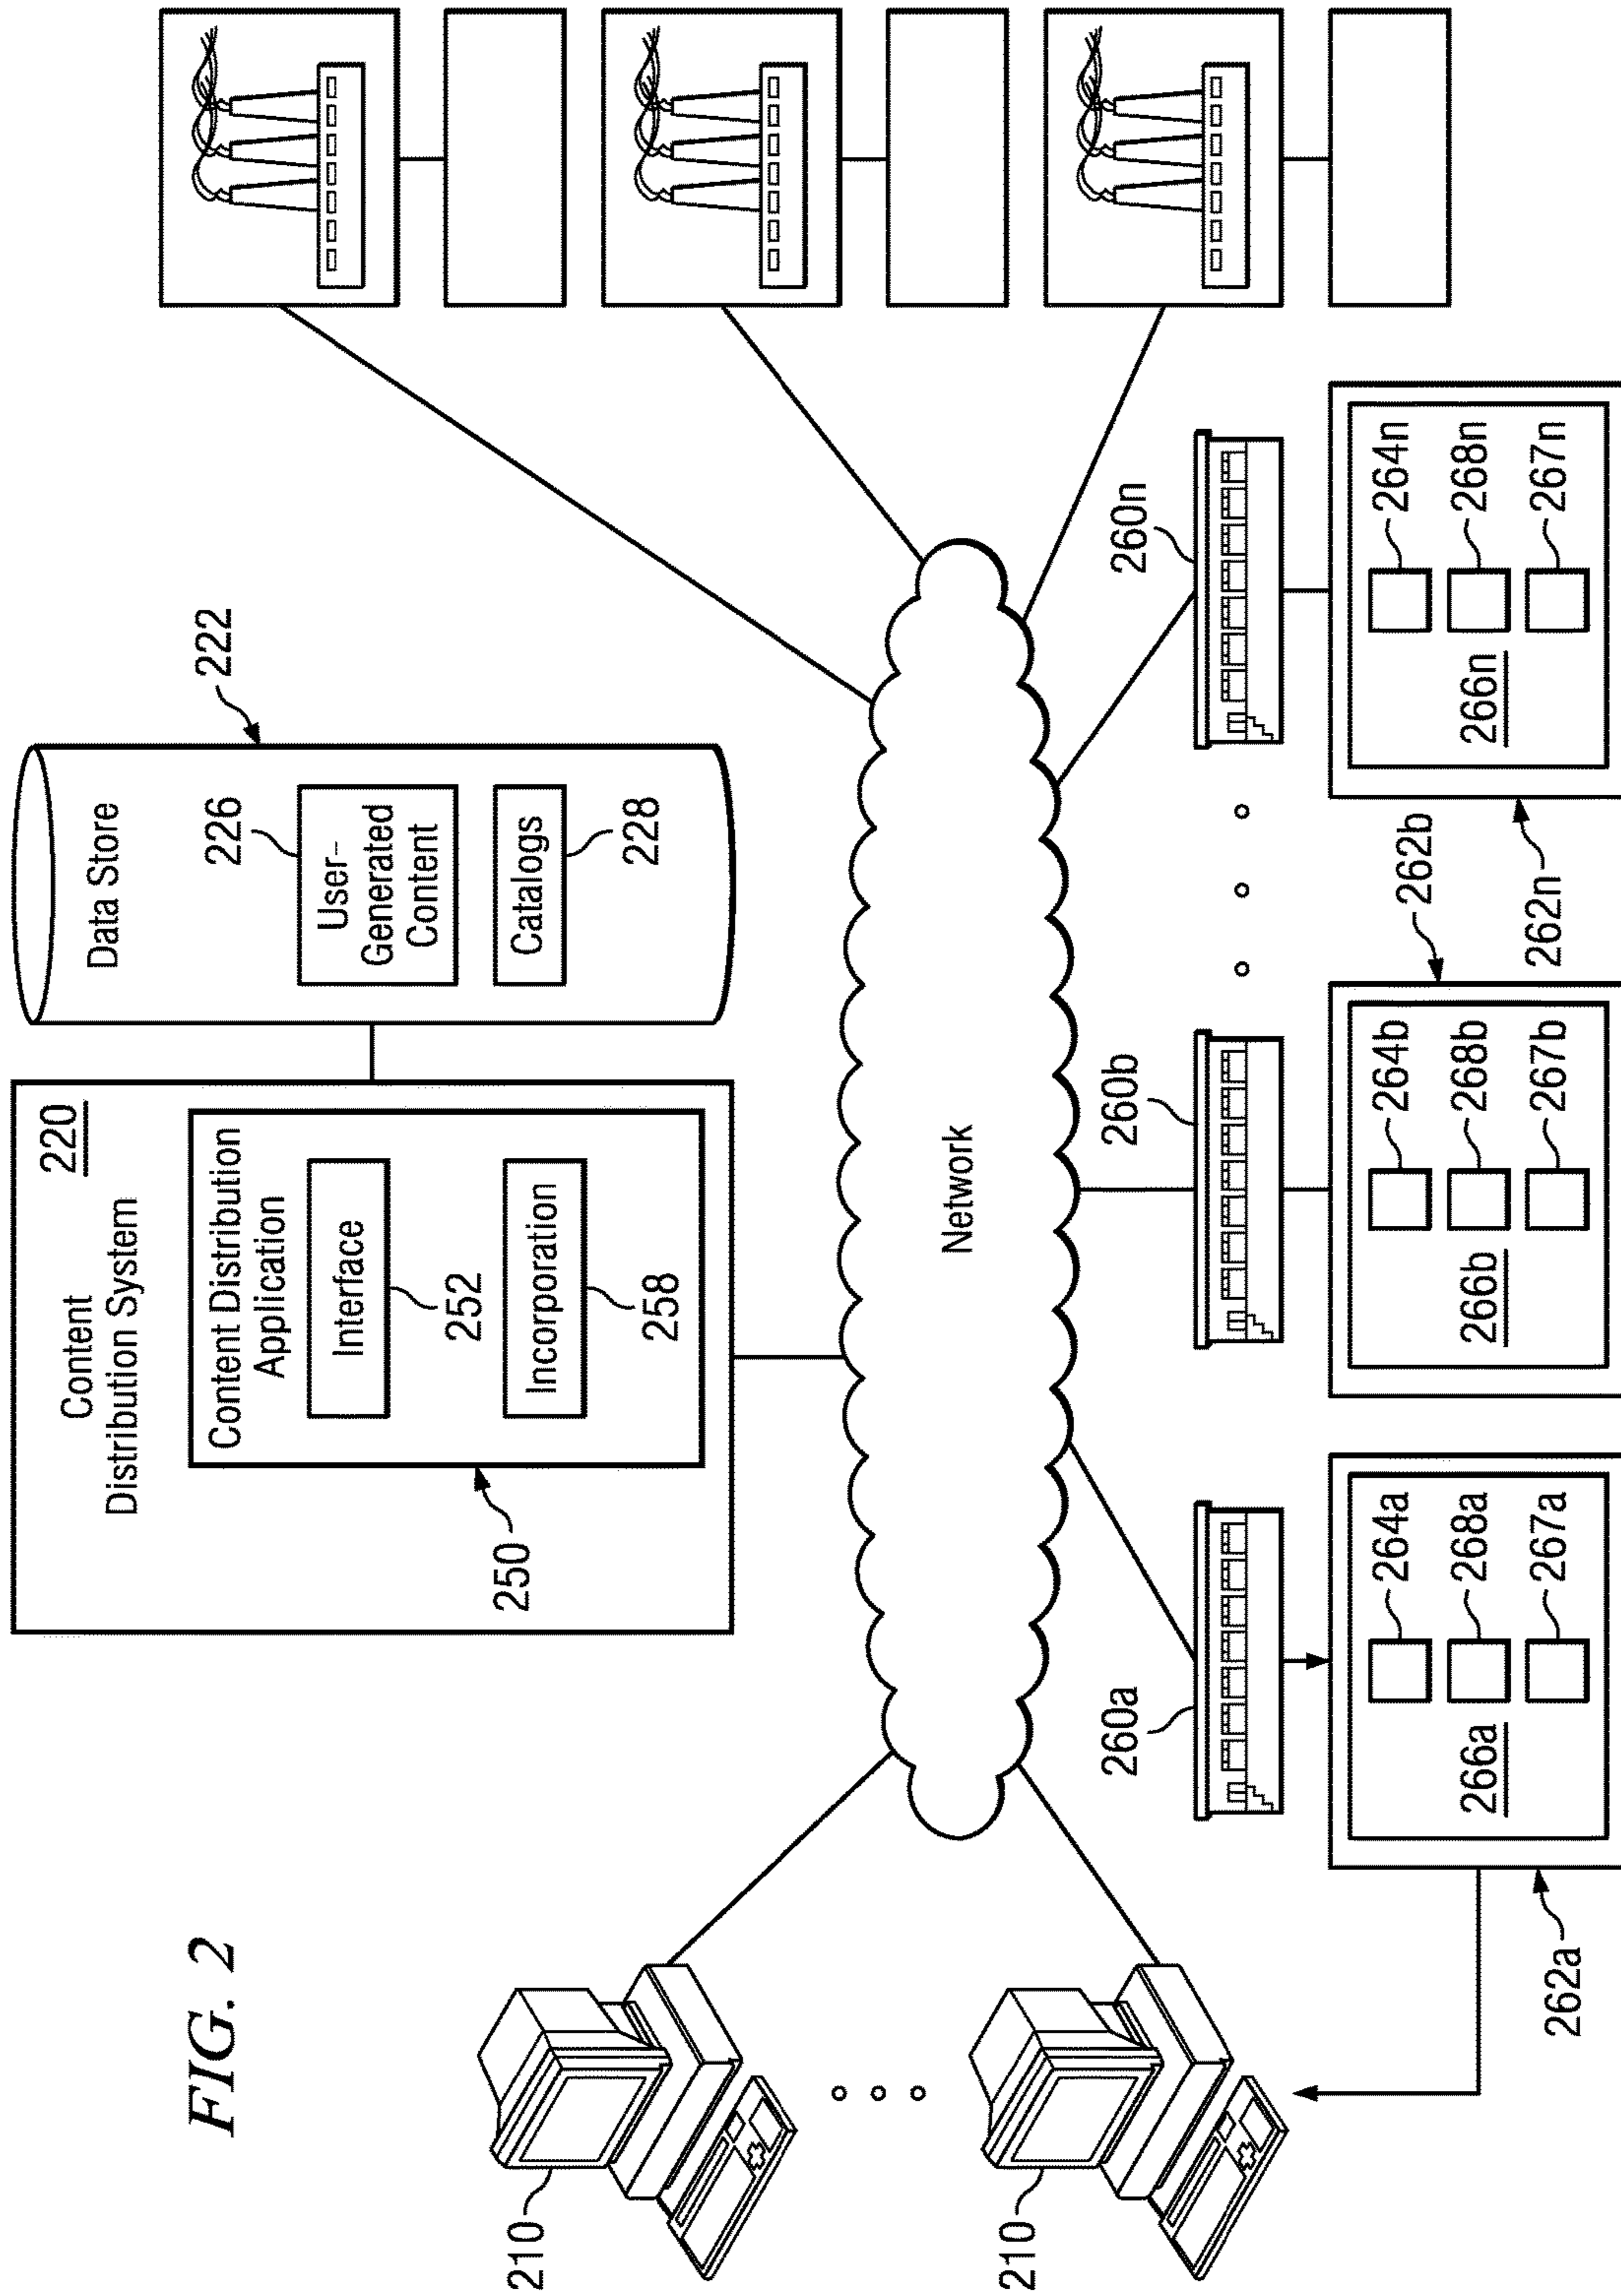 FIG. 2
Content
Distribution System
220
Content Distribution
Application
Interface
252
Incorporation
258
250
Data Store
222
226
User-
Generated
Content
Catalogs
228
Network
210
210
260a
260b
260n
264a
268a
267a
266a
262a
264b
268b
267b
266b
262b
264n
268n
267n
266n
262n